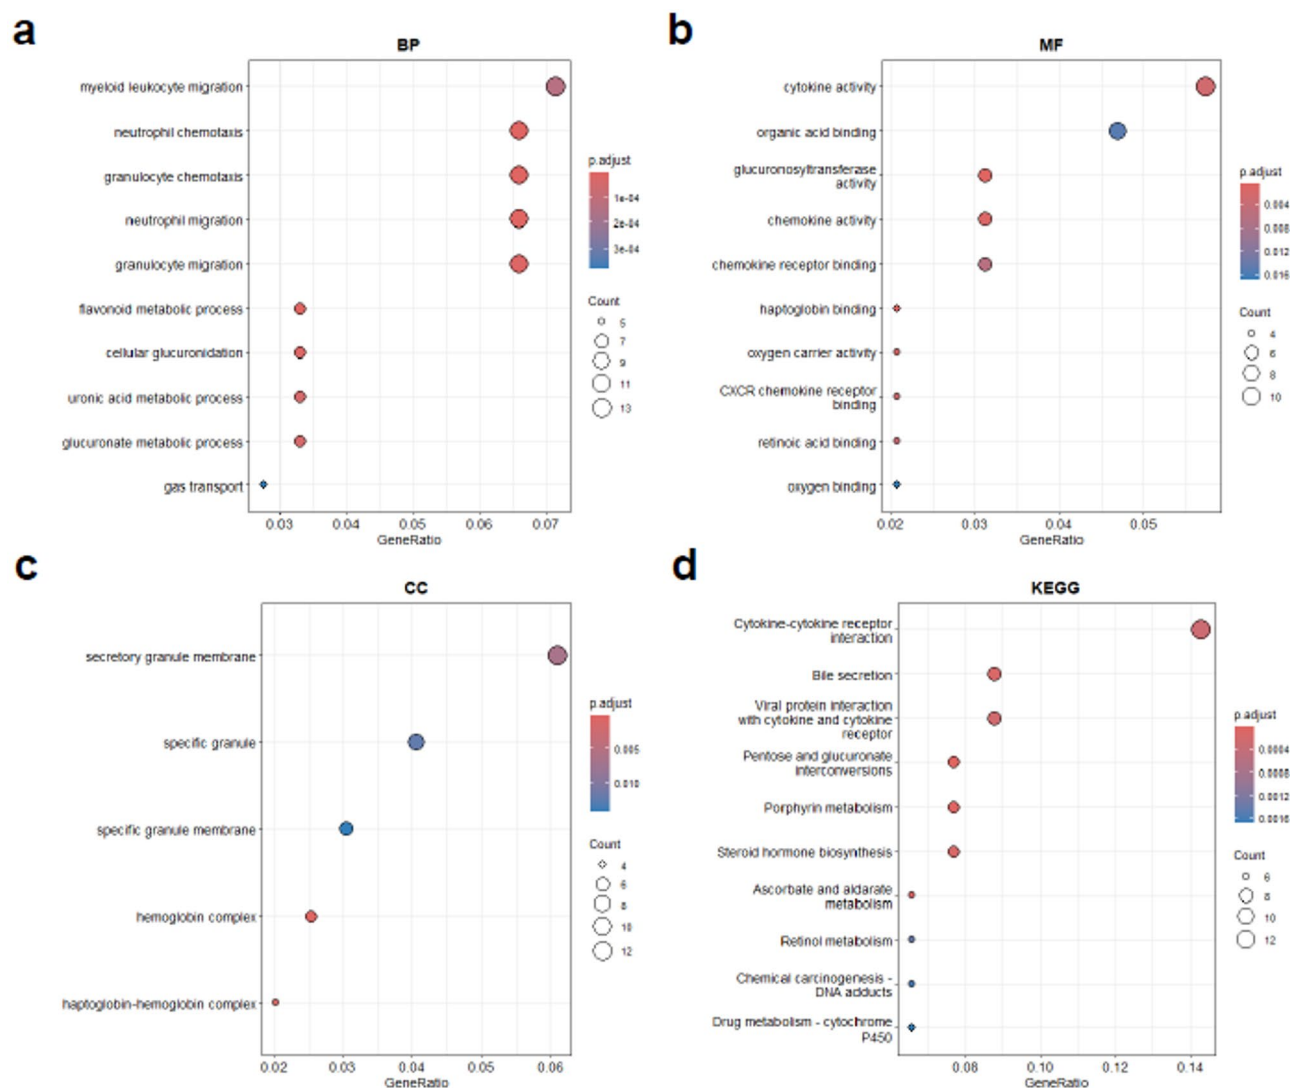 a
BP
myeloid leukocyte migration
neutrophil chemotaxis
granulocyte chemotaxis
neutrophil migration
granulocyte migration
flavonoid metabolic process
cellular glucuronidation
uronic acid metabolic process
glucuronate metabolic process
gas transport
0.03 0.04 0.05 0.06 0.07
GeneRatio
p.adjust
1e-04
2e-04
3e-04
Count
5
7
9
11
13
b
MF
cytokine activity
organic acid binding
glucuronosyltransferase
activity
chemokine activity
chemokine receptor binding
haptoglobin binding
oxygen carrier activity
CXCR chemokine receptor
binding
retinoic acid binding
oxygen binding
0.02 0.03 0.04 0.05
GeneRatio
p.adjust
0.004
0.008
0.012
0.016
Count
4
6
8
10
c
CC
secretory granule membrane
specific granule
specific granule membrane
hemoglobin complex
haptoglobin-hemoglobin complex
0.02 0.03 0.04 0.05 0.06
GeneRatio
p.adjust
0.005
0.010
Count
4
6
8
10
12
d
KEGG
Cytokine-cytokine receptor
interaction
Bile secretion
Viral protein interaction
with cytokine and cytokine
receptor
Pentose and glucuronate
interconversions
Porphyrin metabolism
Steroid hormone biosynthesis
Ascorbate and aldarate
metabolism
Retinol metabolism
Chemical carcinogenesis -
DNA adducts
Drug metabolism - cytochrome
P450
0.08 0.10 0.12 0.14
GeneRatio
p.adjust
0.0004
0.0008
0.0012
0.0016
Count
6
8
10
12